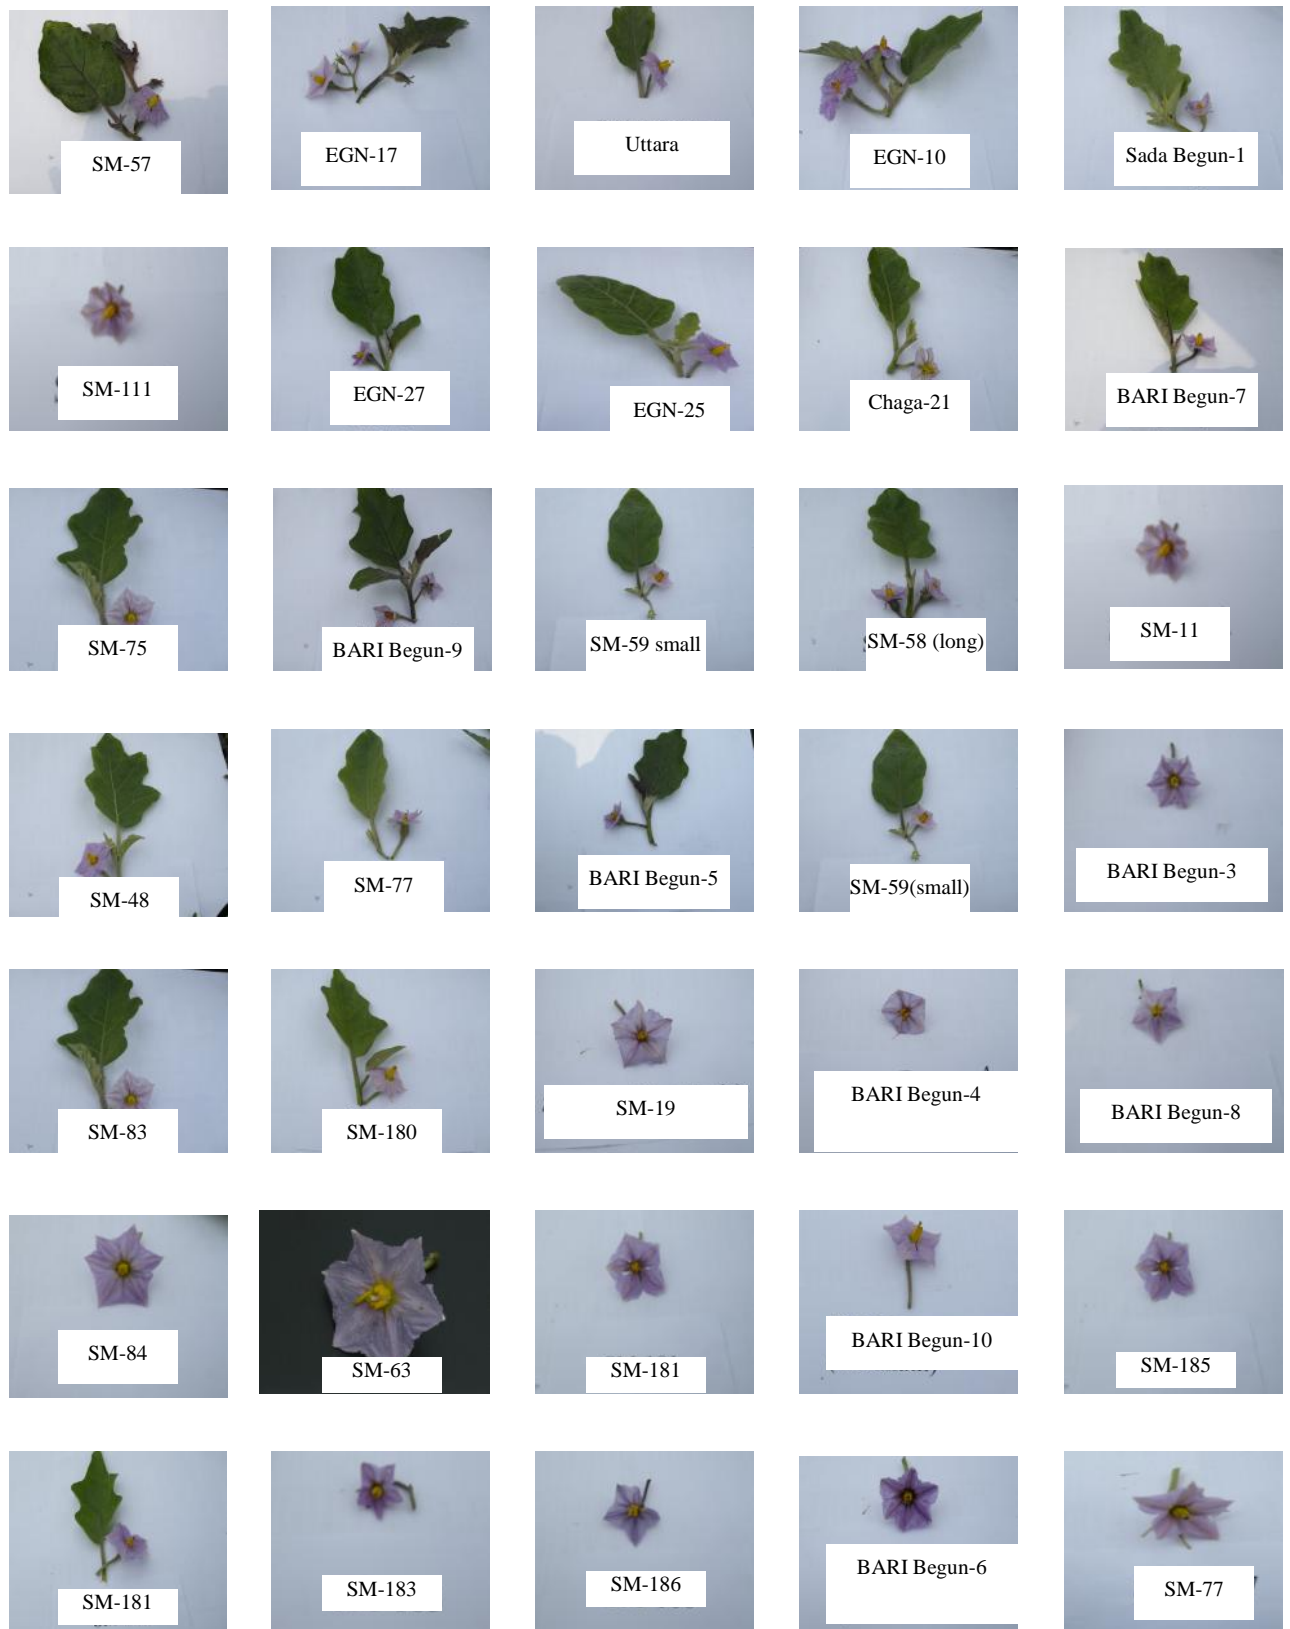 SM-57
EGN-17
Uttara
EGN-10
Sada Begun-1
SM-111
EGN-27
EGN-25
Chaga-21
BARI Begun-7
SM-75
BARI Begun-9
SM-59 small
SM-58 (long)
SM-11
SM-48
SM-77
BARI Begun-5
SM-59(small)
BARI Begun-3
SM-83
SM-180
SM-19
BARI Begun-4
BARI Begun-8
SM-84
SM-63
SM-181
BARI Begun-10
SM-185
SM-181
SM-183
SM-186
BARI Begun-6
SM-77